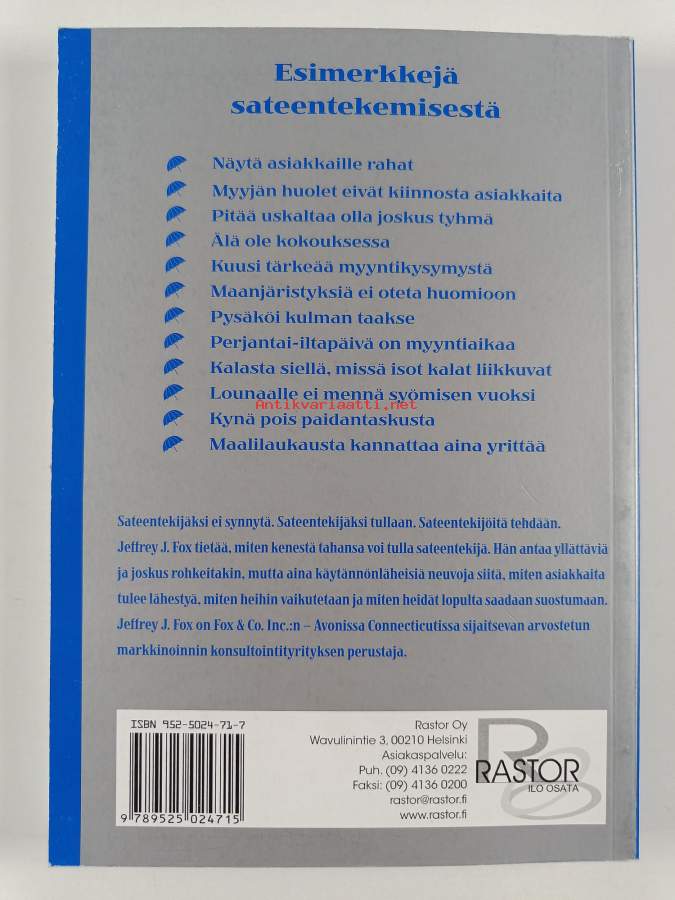 Esimerkkejä
sateentekemisestä
Näytä asiakkaille rahat
Myyjän huolet eivät kiinnosta asiakkaita
Pitää uskaltaa olla joskus tyhmä
Älä ole kokouksessa
Kuusi tärkeää myyntikysymystä
Maanjäristyksiä ei oteta huomioon
Pysäköi kulman taakse
Perjantai-iltapäivä on myyntiaikaa
Kalasta siellä, missä isot kalat liikkuvat
Lounaalle ei mennä syömisen vuoksi
Antikvariaatti.net
Kynä pois paidantaskusta
Maalilaukausta kannattaa aina yrittää
Sateentekijäksi ei synnytä. Sateentekijäksi tullaan. Sateentekijöitä tehdään.
Jeffrey J. Fox tietää, miten kenestä tahansa voi tulla sateentekijä. Hän antaa yllättäviä
ja joskus rohkeitakin, mutta aina käytännönläheisiä neuvoja siitä, miten asiakkaita
tulee lähestyä, miten heihin vaikutetaan ja miten heidät lopulta saadaan suostumaan.
Jeffrey J. Fox on Fox & Co. Inc.:n – Avonissa Connecticutissa sijaitsevan arvostetun
markkinoinnin konsultointityrityksen perustaja.
ISBN 952-5024-71-7
9 789525 024715
Rastor Oy
Wavulinintie 3, 00210 Helsinki
Asiakaspalvelu:
Puh. (09) 4136 0222
Faksi: (09) 4136 0200
rastor@rastor.fi
www.rastor.fi
R
RASTOR
ILO OSATA